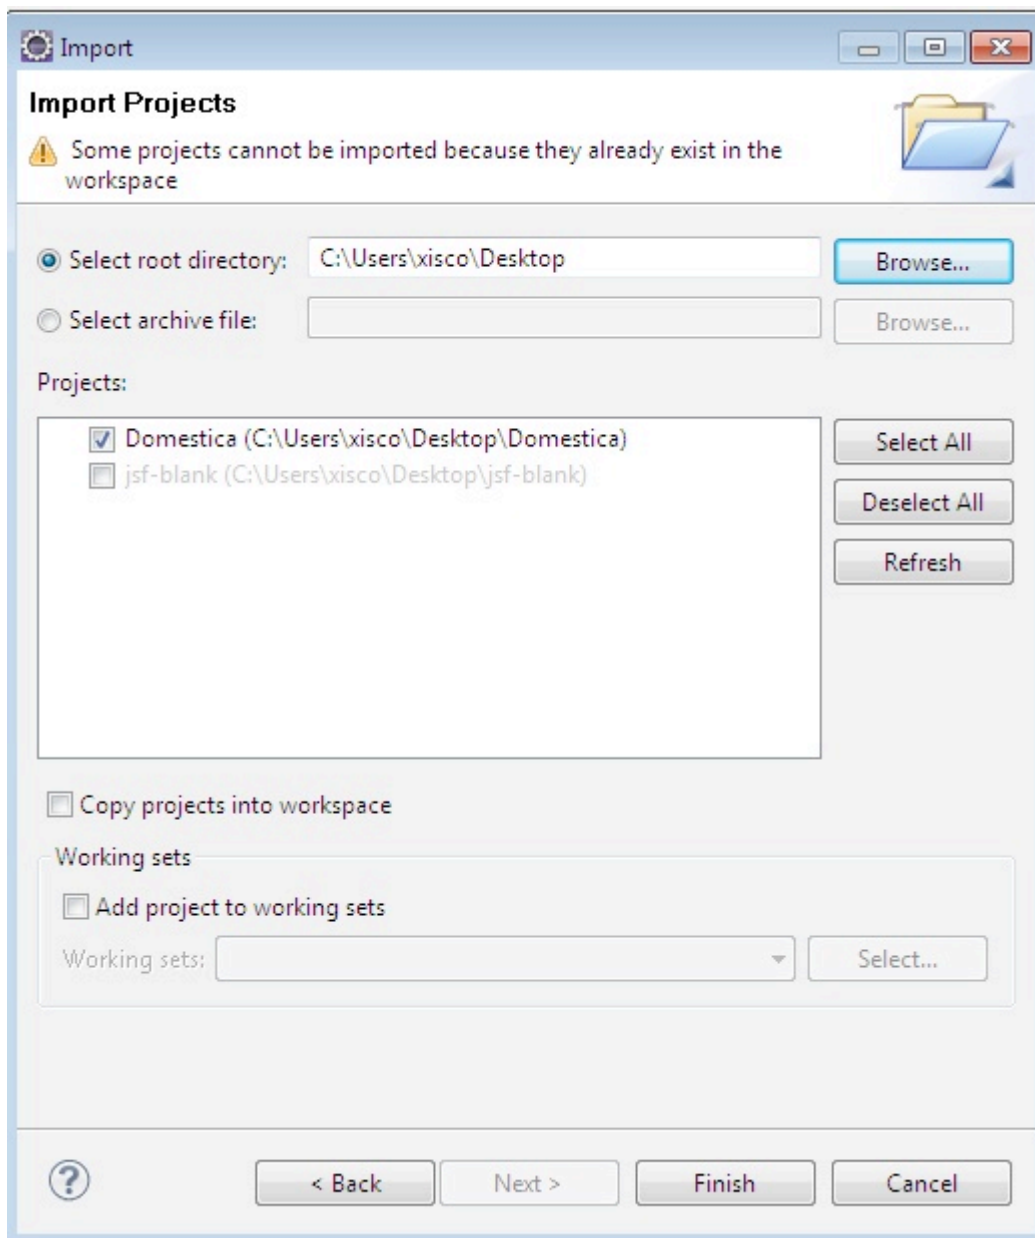 Import
Import Projects
Some projects cannot be imported because they already exist in the
workspace
Select root directory: C:\Users\xisco\Desktop Browse...
Select archive file: Browse...
Projects:
Domestica (C:\Users\xisco\Desktop\Domestica) Select All
jsf-blank (C:\Users\xisco\Desktop\jsf-blank)
Deselect All
Refresh
Copy projects into workspace
Working sets
Add project to working sets
Working sets: Select...
? < Back Next > Finish Cancel